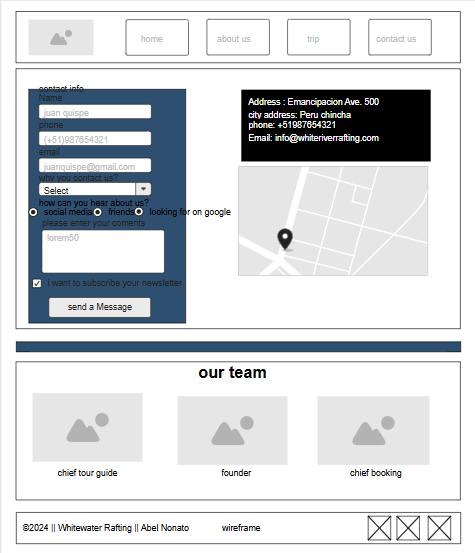 home
about us
trip
contact us
contact info
Name
juan quispe
phone
(+51)987654321
email
juanquispe@gmail.com
why you contact us?
Select
how can you hear about us?
social media friends looking for on google
please enter your coments
lorem50
i want to subscribe your newsletter
send a Message
Address : Emancipacion Ave. 500
city address: Peru chincha
phone: +51987654321
Email: info@whiteriverrafting.com
our team
chief tour guide
founder
chief booking
©2024 || Whitewater Rafting || Abel Nonato
wireframe